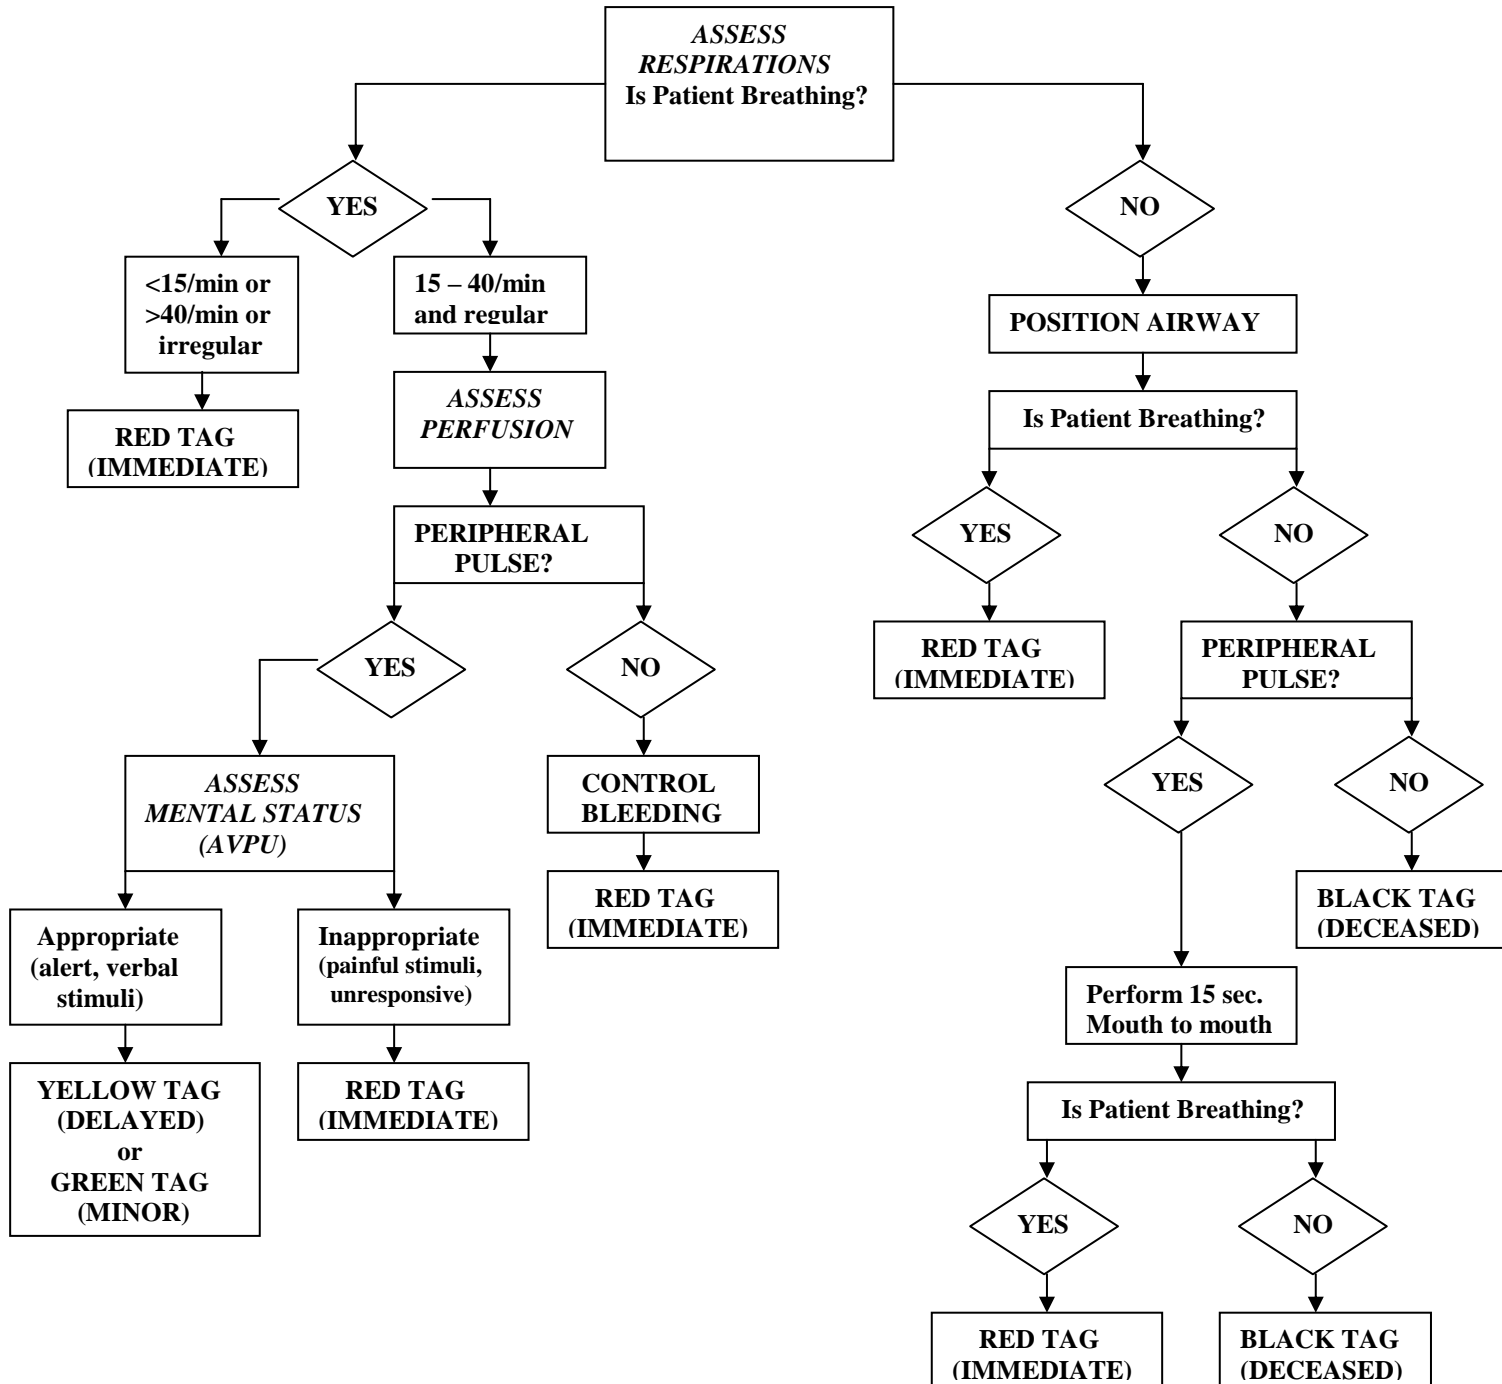 ASSESS
RESPIRATIONS
Is Patient Breathing?
YES
NO
<15/min or
>40/min or
irregular
15 – 40/min
and regular
POSITION AIRWAY
ASSESS
PERFUSION
Is Patient Breathing?
RED TAG
(IMMEDIATE)
PERIPHERAL
PULSE?
YES
NO
YES
NO
RED TAG
(IMMEDIATE)
PERIPHERAL
PULSE?
ASSESS
MENTAL STATUS
(AVPU)
CONTROL
BLEEDING
YES
NO
RED TAG
(IMMEDIATE)
BLACK TAG
(DECEASED)
Appropriate
(alert, verbal
stimuli)
Inappropriate
(painful stimuli,
unresponsive)
Perform 15 sec.
Mouth to mouth
YELLOW TAG
(DELAYED)
or
GREEN TAG
(MINOR)
RED TAG
(IMMEDIATE)
Is Patient Breathing?
YES
NO
RED TAG
(IMMEDIATE)
BLACK TAG
(DECEASED)